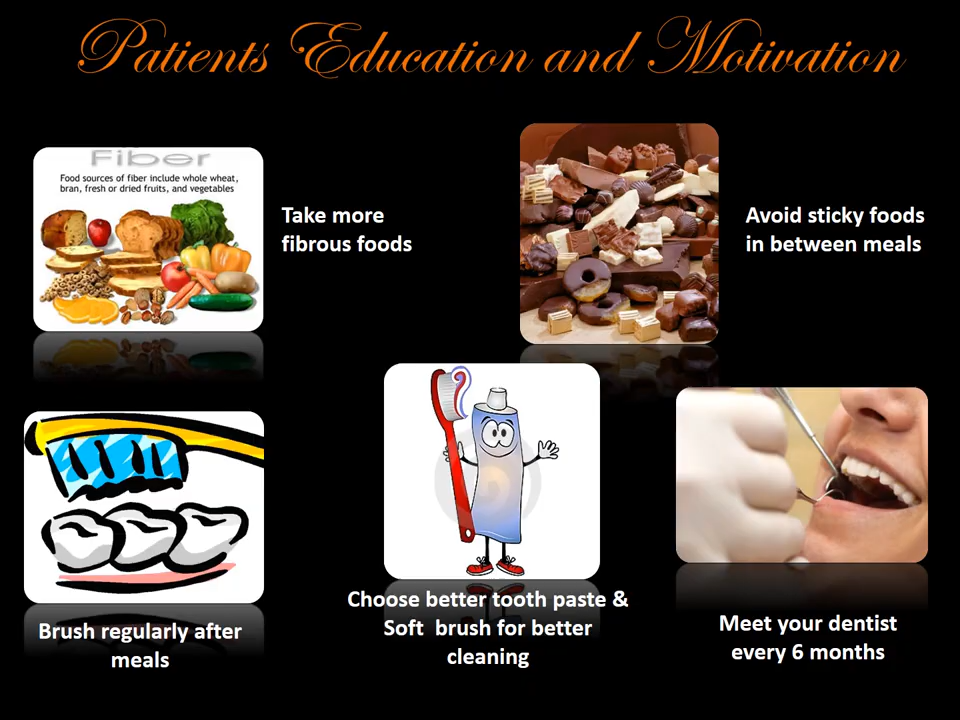 Patients Education and Motivation
Fiber
Food sources of fiber include whole wheat,
bran, fresh or dried fruits, and vegetables
Take more
fibrous foods
Avoid sticky foods
in between meals
Brush regularly after
meals
Choose better tooth paste &
Soft  brush for better
cleaning
Meet your dentist
every 6 months